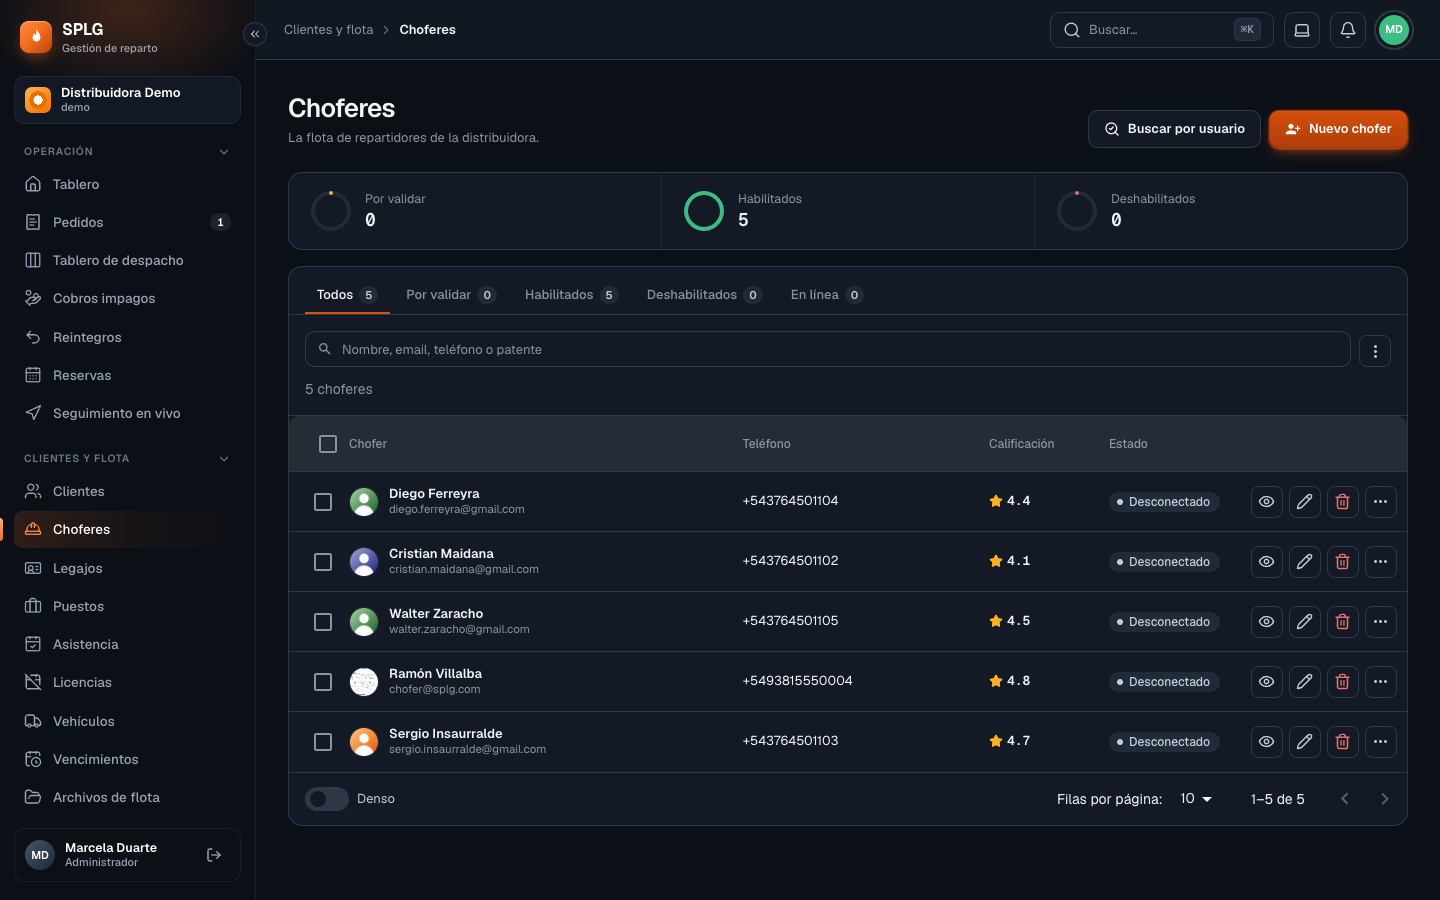 SPLG
Gestión de reparto
Distribuidora Demo
demo
OPERACIÓN
Tablero
Pedidos 1
Tablero de despacho
Cobros impagos
Reintegros
Reservas
Seguimiento en vivo
CLIENTES Y FLOTA
Clientes
Choferes
Legajos
Puestos
Asistencia
Licencias
Vehículos
Vencimientos
Archivos de flota
MD
Marcela Duarte
Administrador
Clientes y flota Choferes
Buscar... ⌘K
MD
Choferes
La flota de repartidores de la distribuidora.
Buscar por usuario
Nuevo chofer
Por validar
0
Habilitados
5
Deshabilitados
0
Todos 5 Por validar 0 Habilitados 5 Deshabilitados 0 En línea 0
Nombre, email, teléfono o patente
5 choferes
Chofer Teléfono Calificación Estado
Diego Ferreyra
diego.ferreyra@gmail.com
+543764501104 4.4 Desconectado
Cristian Maidana
cristian.maidana@gmail.com
+543764501102 4.1 Desconectado
Walter Zaracho
walter.zaracho@gmail.com
+543764501105 4.5 Desconectado
Ramón Villalba
chofer@splg.com
+5493815550004 4.8 Desconectado
Sergio Insaurralde
sergio.insaurralde@gmail.com
+543764501103 4.7 Desconectado
Denso
Filas por página: 10 1–5 de 5